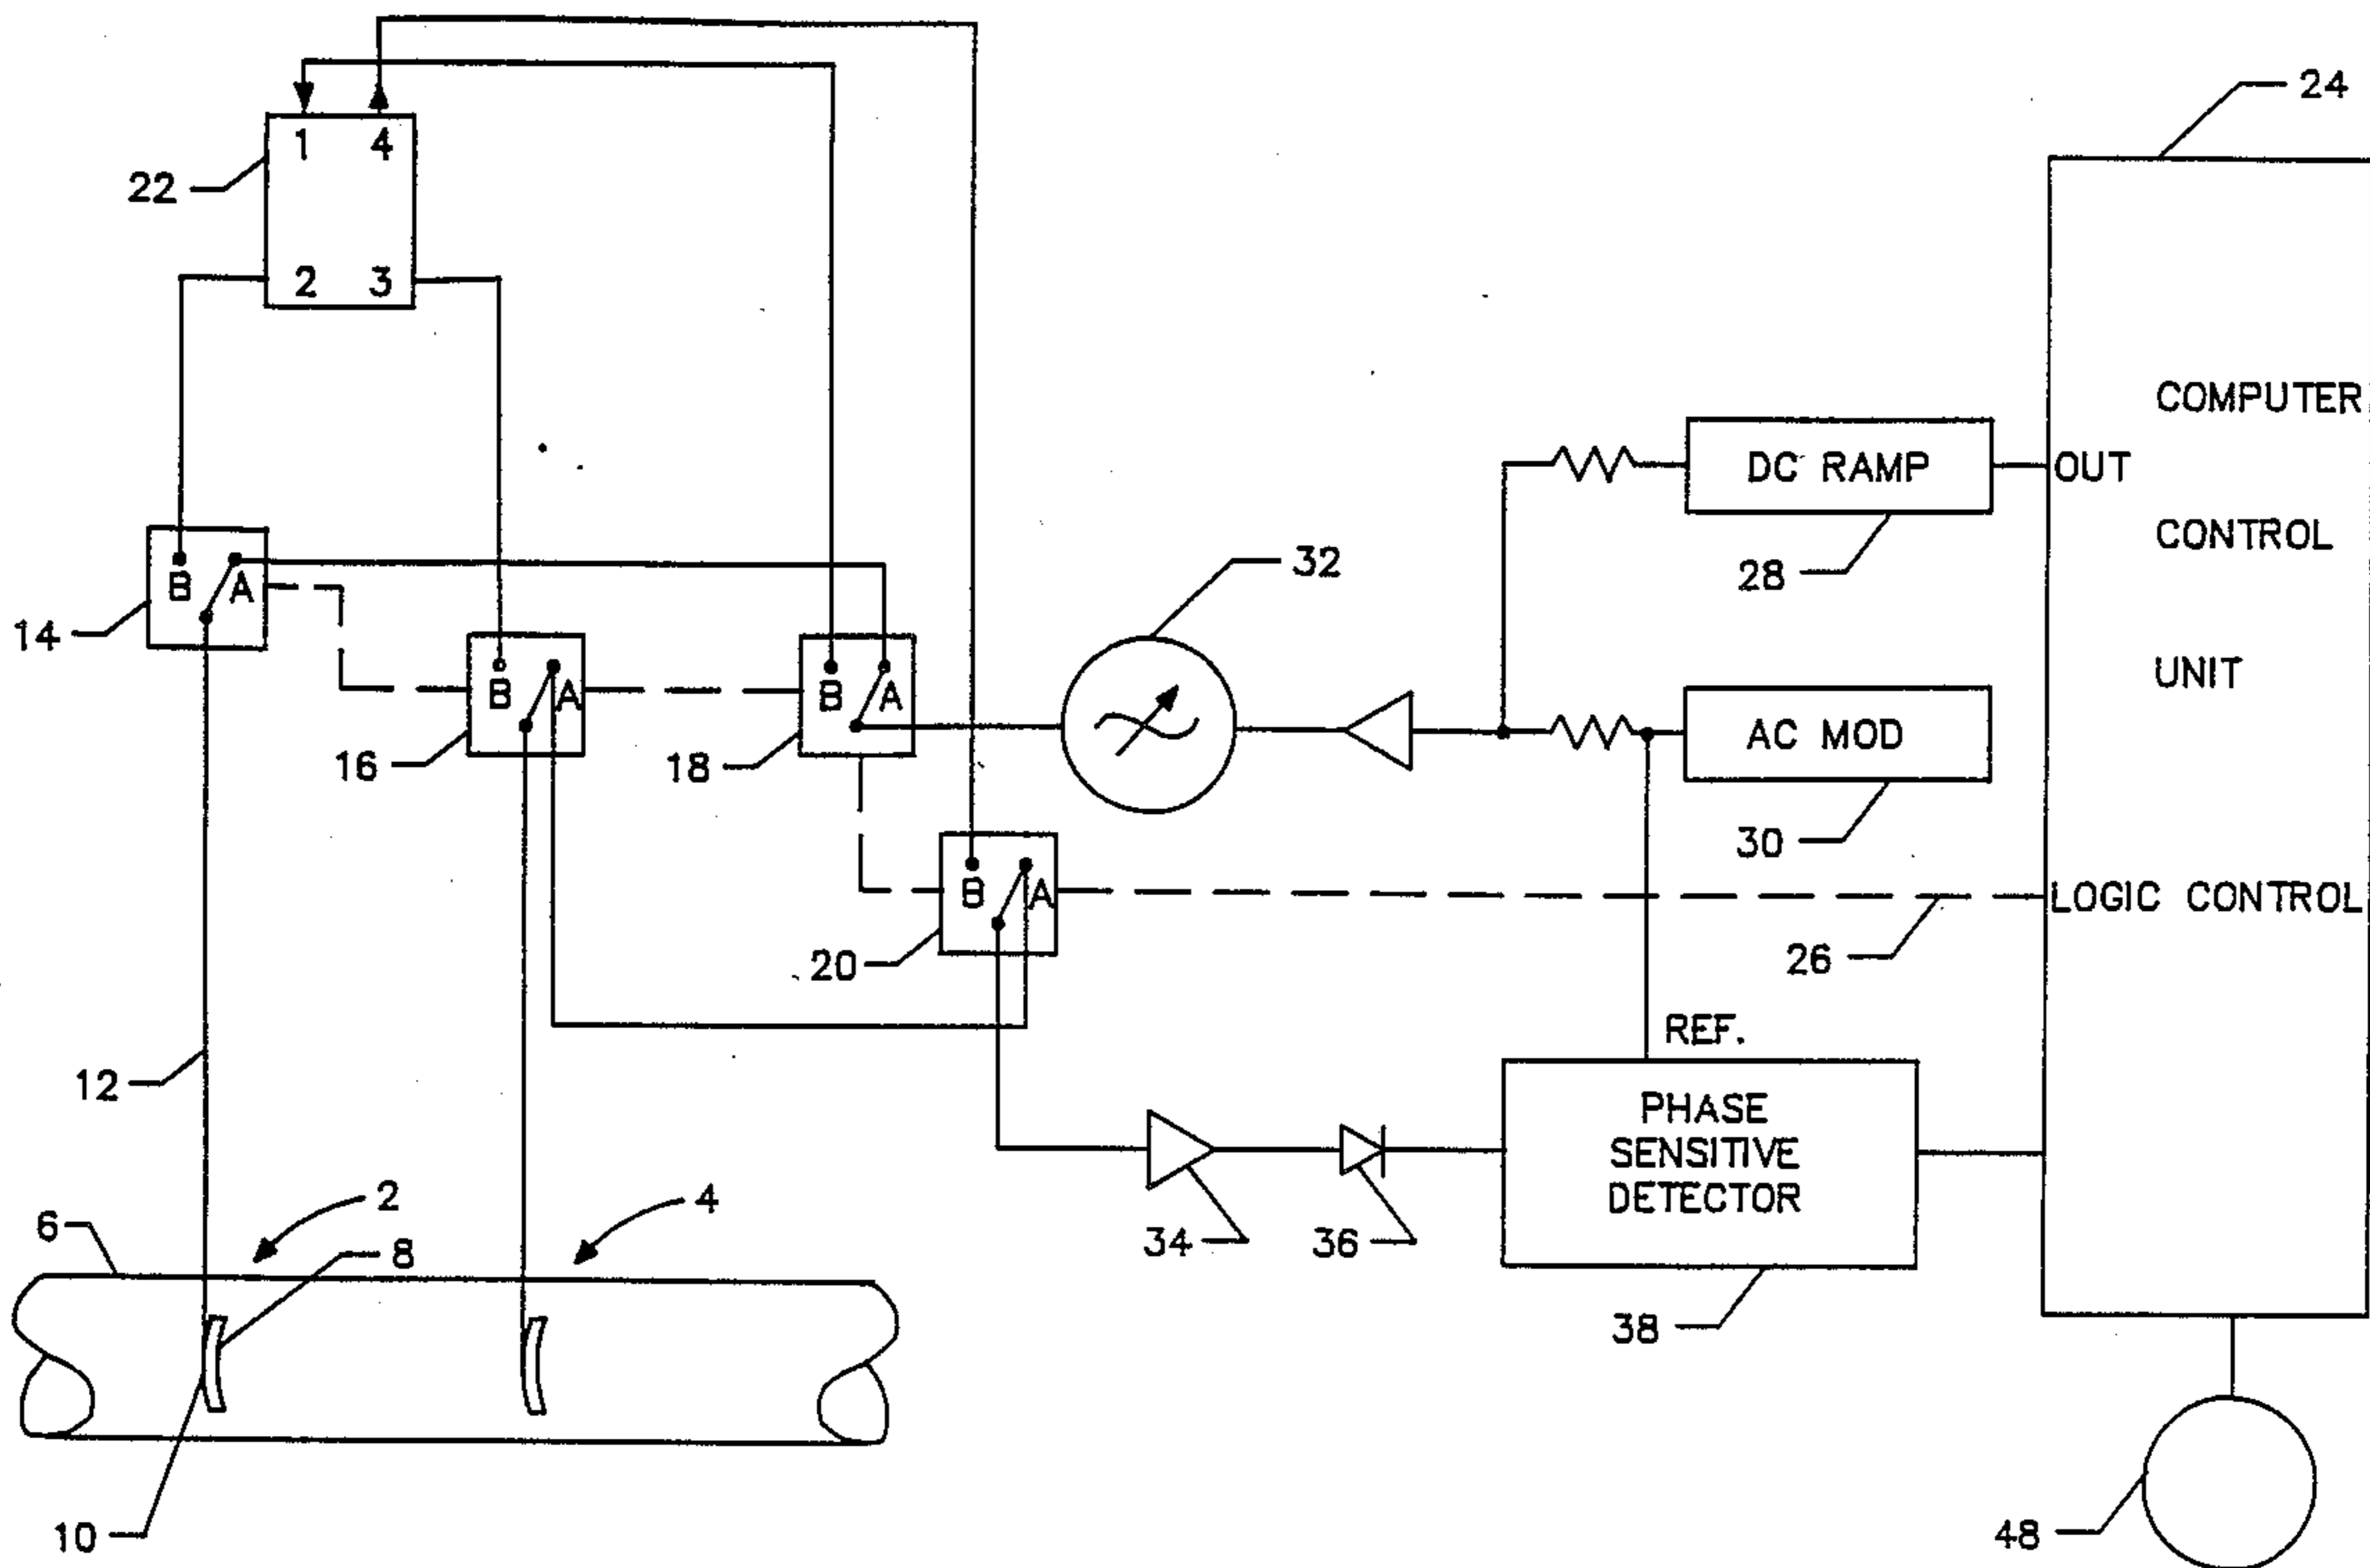 24
1 4
22
2 3
COMPUTER
DC RAMP
OUT
CONTROL
28
32
B A
14
B A
16
B A
18
UNIT
AC MOD
30
B A
20
LOGIC CONTROL
26
REF.
12
PHASE
SENSITIVE
DETECTOR
2
4
6
8
34
36
38
10
48